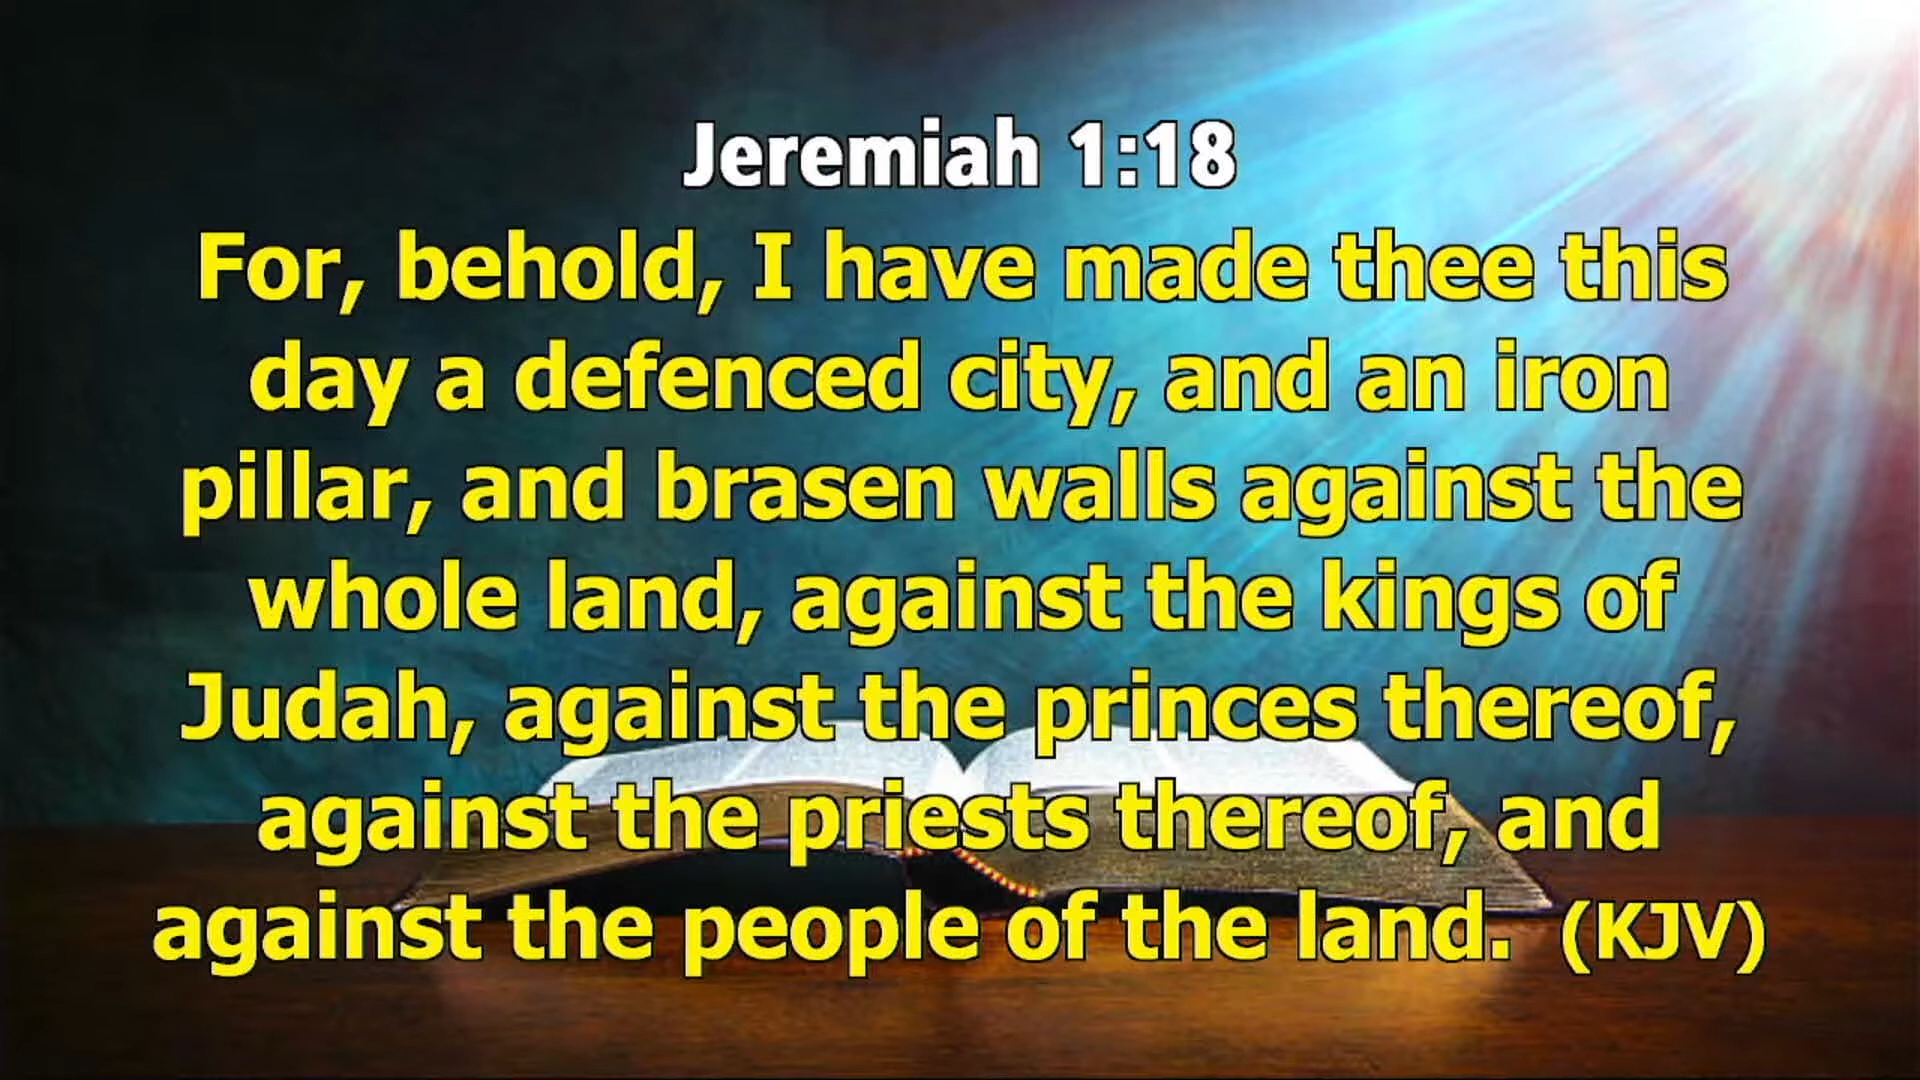 Jeremiah 1:18
For, behold, I have made thee this
day a defenced city, and an iron
pillar, and brasen walls against the
whole land, against the kings of
Judah, against the princes thereof,
against the priests thereof, and
against the people of the land. (KJV)